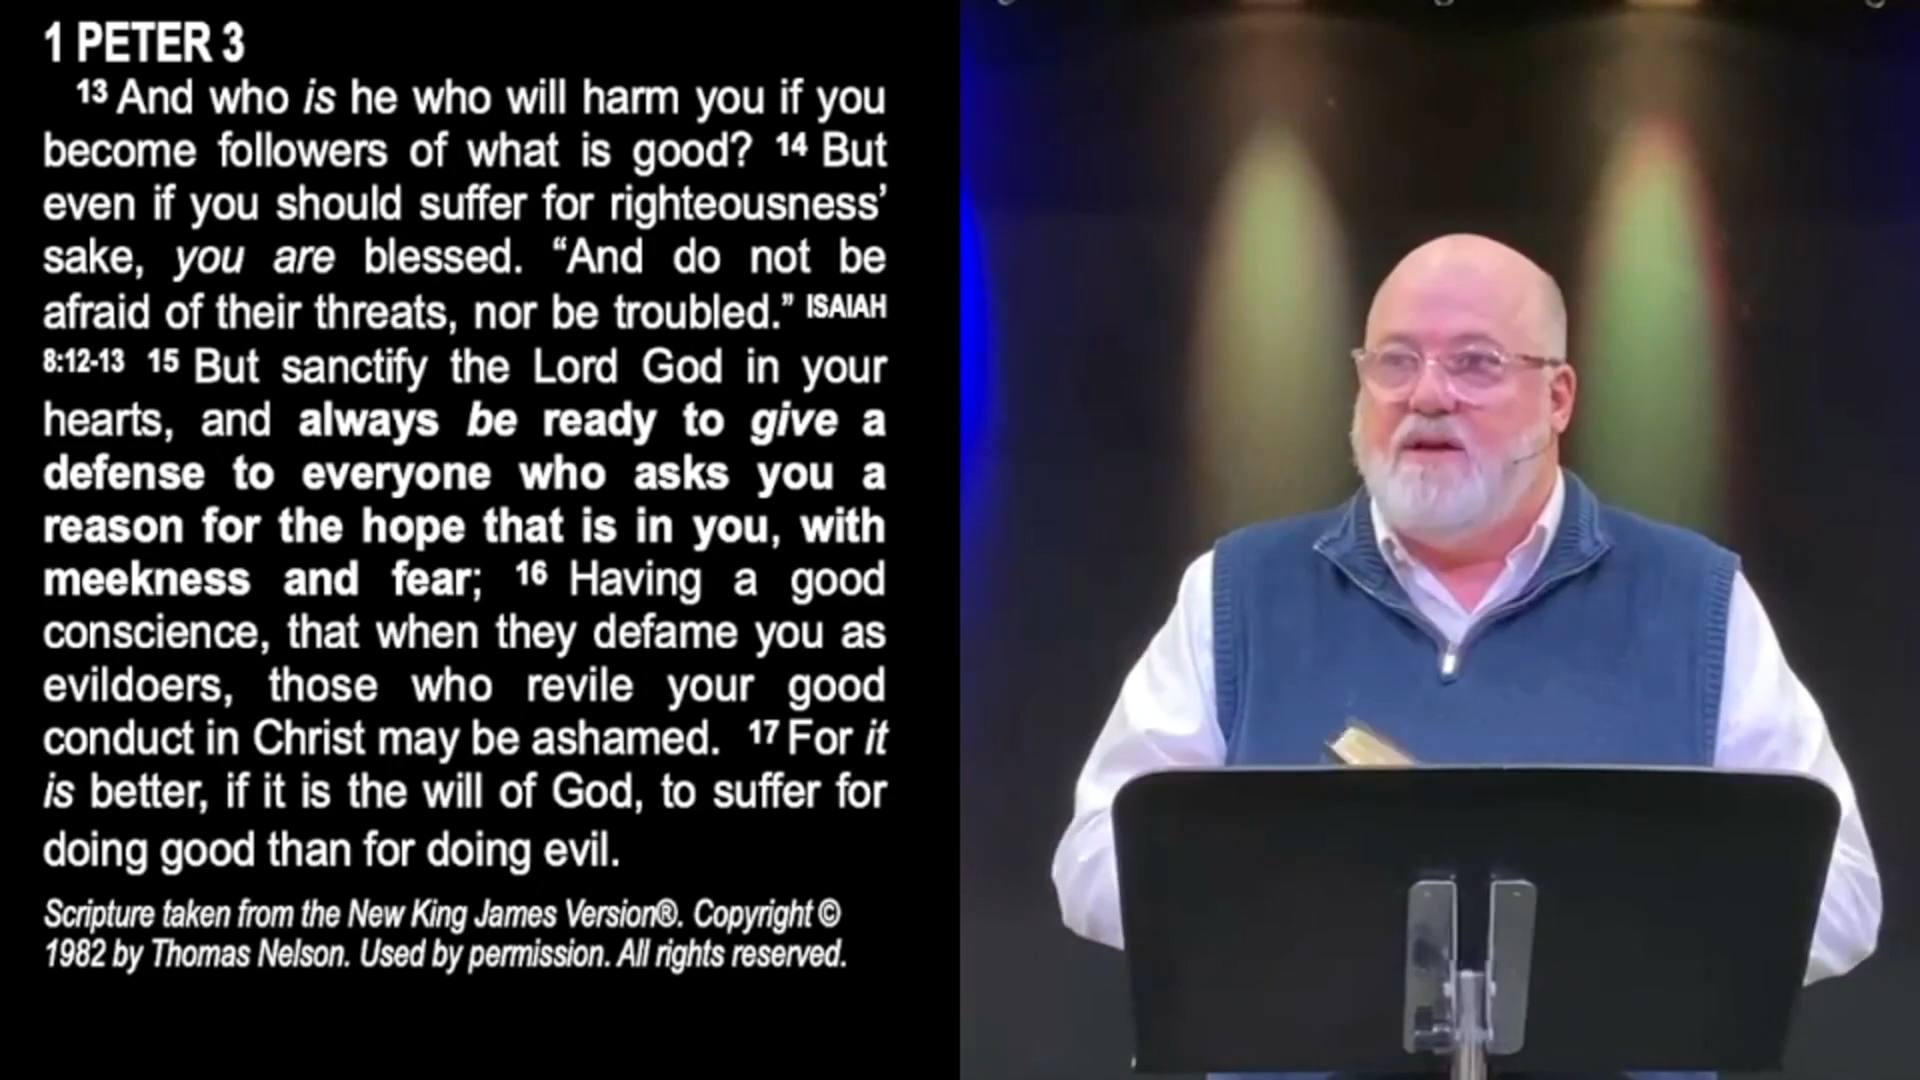 1 PETER 3
13 And who is he who will harm you if you
become followers of what is good? 14 But
even if you should suffer for righteousness’
sake, you are blessed. “And do not be
afraid of their threats, nor be troubled.” ISAIAH
8:12-13 15 But sanctify the Lord God in your
hearts, and always be ready to give a
defense to everyone who asks you a
reason for the hope that is in you, with
meekness and fear; 16 Having a good
conscience, that when they defame you as
evildoers, those who revile your good
conduct in Christ may be ashamed. 17 For it
is better, if it is the will of God, to suffer for
doing good than for doing evil.
Scripture taken from the New King James Version®. Copyright ©
1982 by Thomas Nelson. Used by permission. All rights reserved.